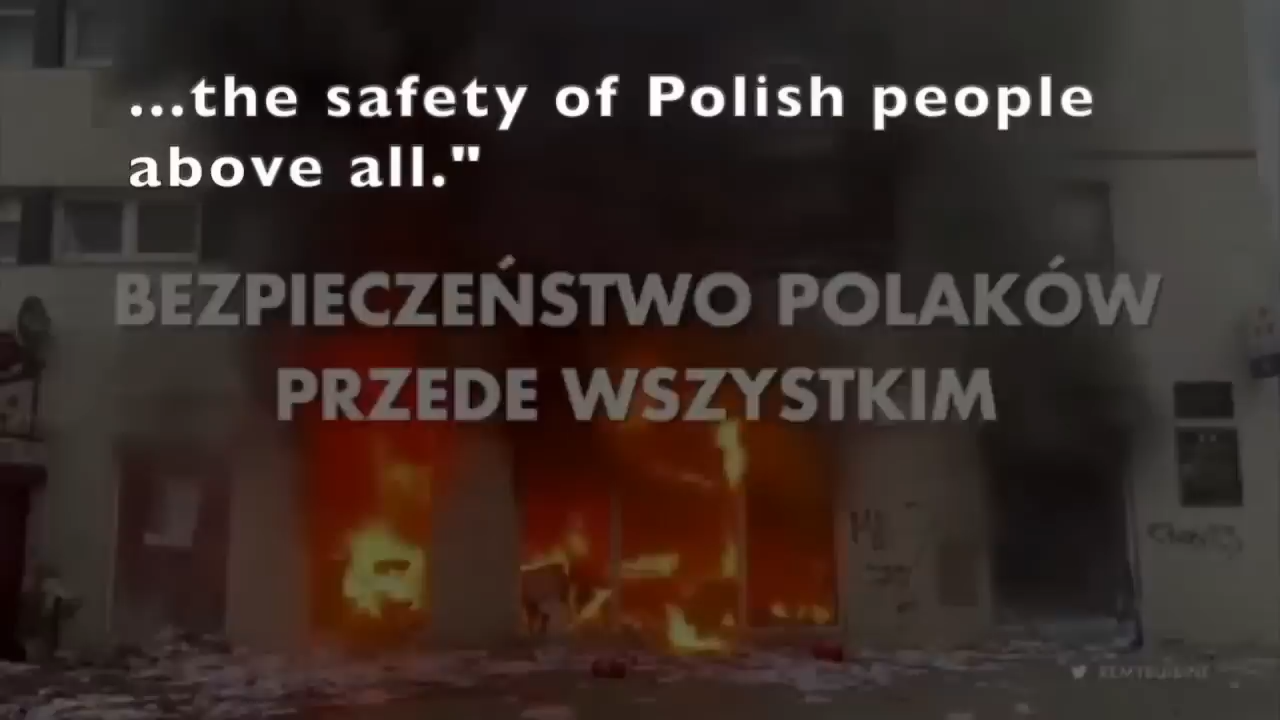 ...the safety of Polish people
above all."
BEZPIECZEŃSTWO POLAKÓW
PRZEDE WSZYSTKIM